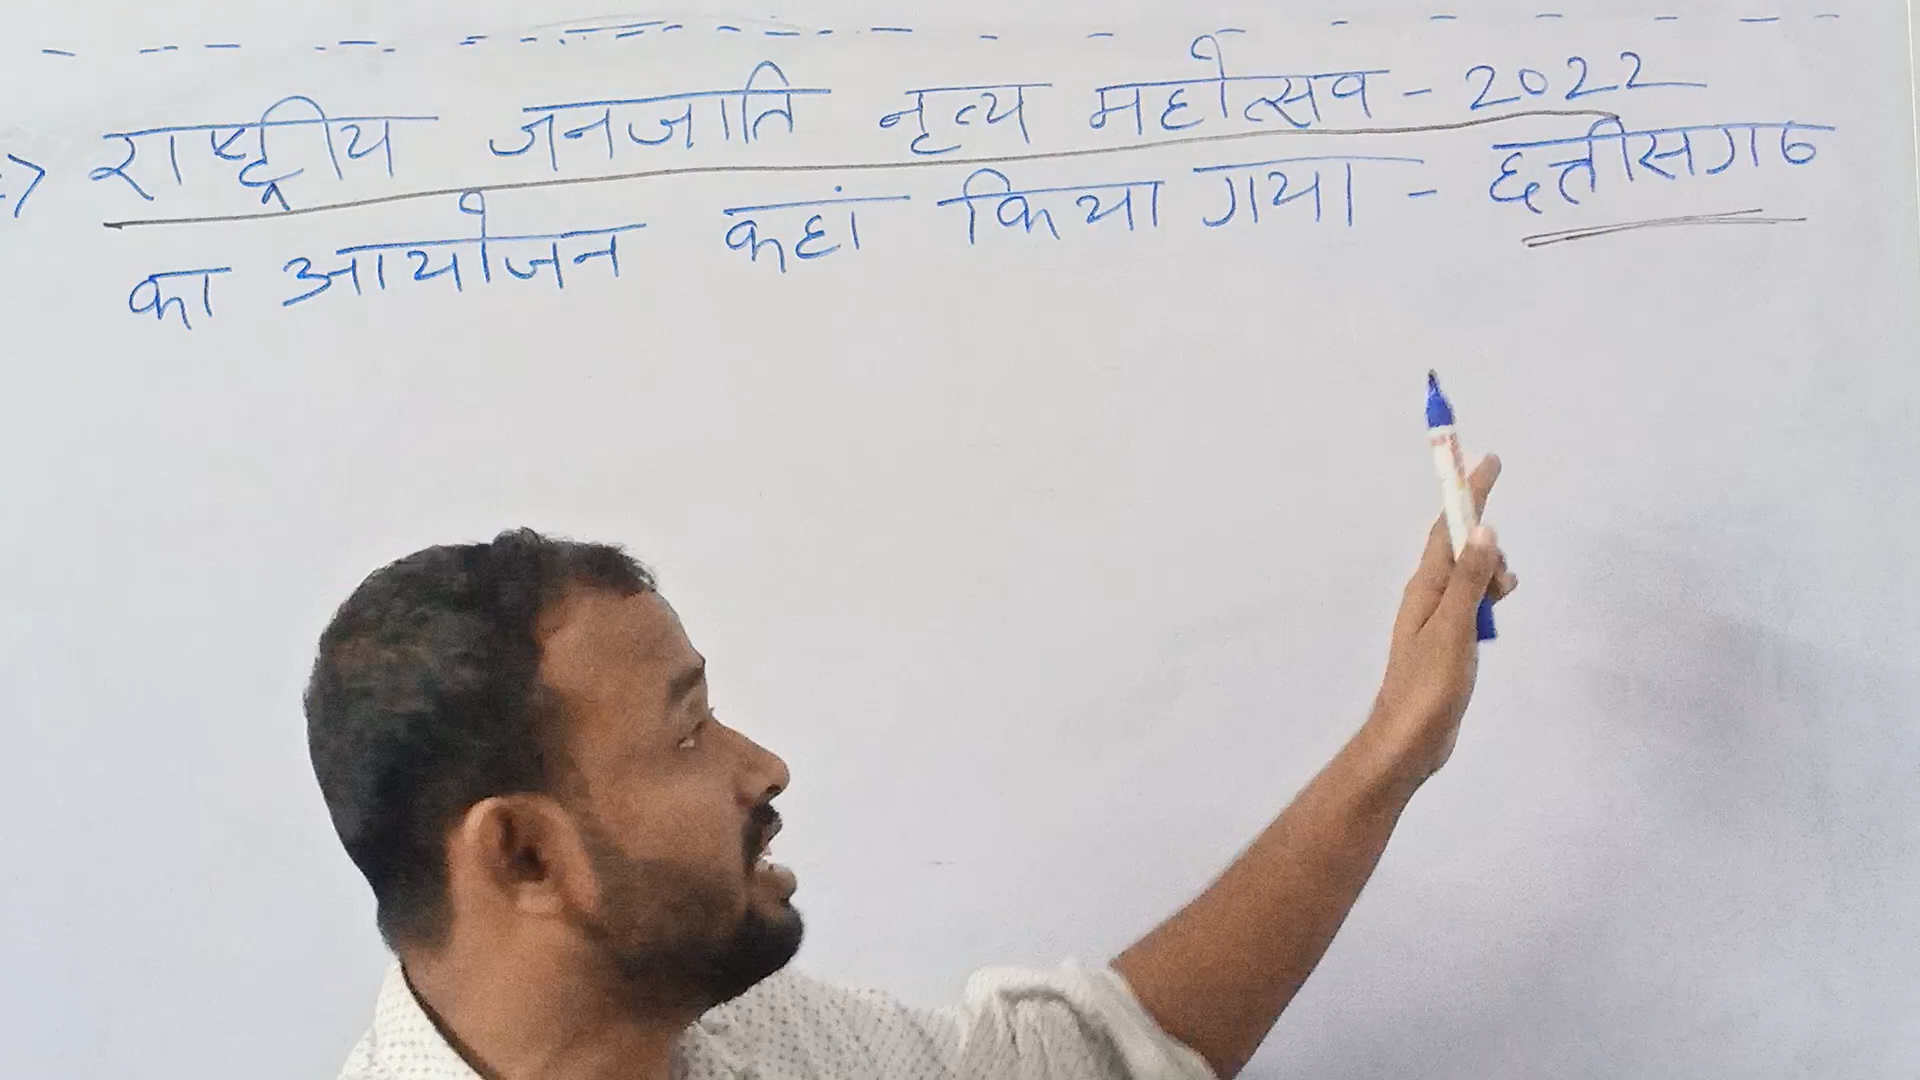 => राष्ट्रीय जनजाति नृत्य महोत्सव - 2022
का आयोजन कहां किया गया - छत्तीसगढ